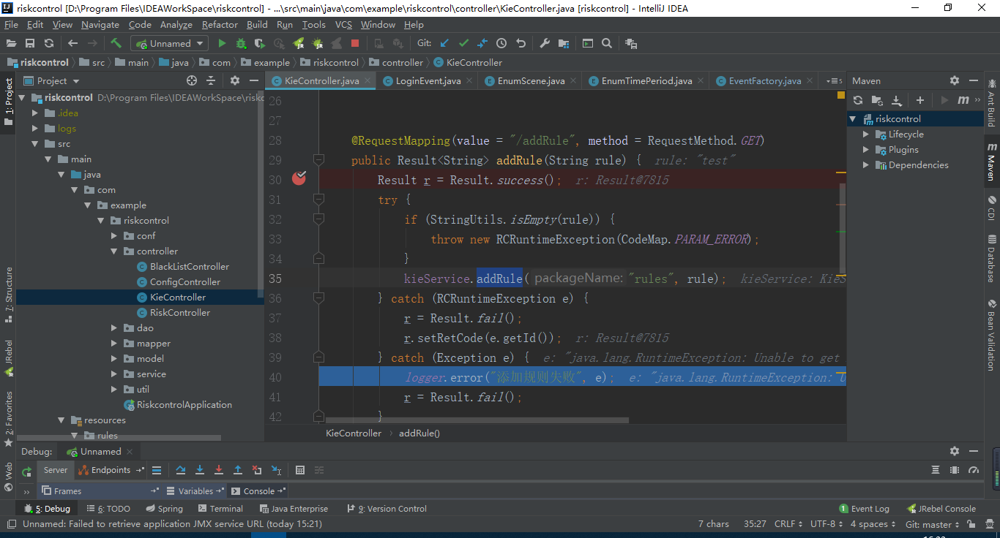 riskcontrol [D:\Program Files\IDEAWorkSpace\riskcontrol] - ...\src\main\java\com\example\riskcontrol\controller\KieController.java [riskcontrol] - IntelliJ IDEA
File Edit View Navigate Code Analyze Refactor Build Run Tools VCS Window Help
Unnamed Git:
riskcontrol src main java com example riskcontrol controller KieController
Project
KieController.java LoginEvent.java EnumScene.java EnumTimePeriod.java EventFactory.java 5
Maven
1: Project
7: Structure
JRebel
2: Favorites
Web
riskcontrol D:\Program Files\IDEAWorkSpace\riskc
.idea
logs
src
main
java
com
example
riskcontrol
conf
controller
BlackListController
ConfigController
KieController
RiskController
dao
mapper
model
service
util
RiskcontrolApplication
resources
rules
26
27
28 @RequestMapping(value = "/addRule", method = RequestMethod.GET)
29 public Result<String> addRule(String rule) { rule: "test"
30 Result r = Result.success(); r: Result@7815
31 try {
32 if (StringUtils.isEmpty(rule)) {
33 throw new RCRuntimeException(CodeMap.PARAM_ERROR);
34 }
35 kieService.addRule( packageName: "rules", rule); kieService: KieS
36 } catch (RCRuntimeException e) {
37 r = Result.fail();
38 r.setRetCode(e.getId()); r: Result@7815
39 } catch (Exception e) { e: "java.lang.RuntimeException: Unable to get
40 logger.error("添加规则失败", e); e: "java.lang.RuntimeException: U
41 r = Result.fail();
42 }
KieController addRule()
riskcontrol
Lifecycle
Plugins
Dependencies
Ant Build
Maven
CDI
Database
Bean Validation
Debug: Unnamed
Server Endpoints
Frames Variables Console
5: Debug 6: TODO Spring Terminal Java Enterprise 9: Version Control 1 Event Log JRebel Console
Unnamed: Failed to retrieve application JMX service URL (today 15:21) 7 chars 35:27 CRLF UTF-8 4 spaces Git: master